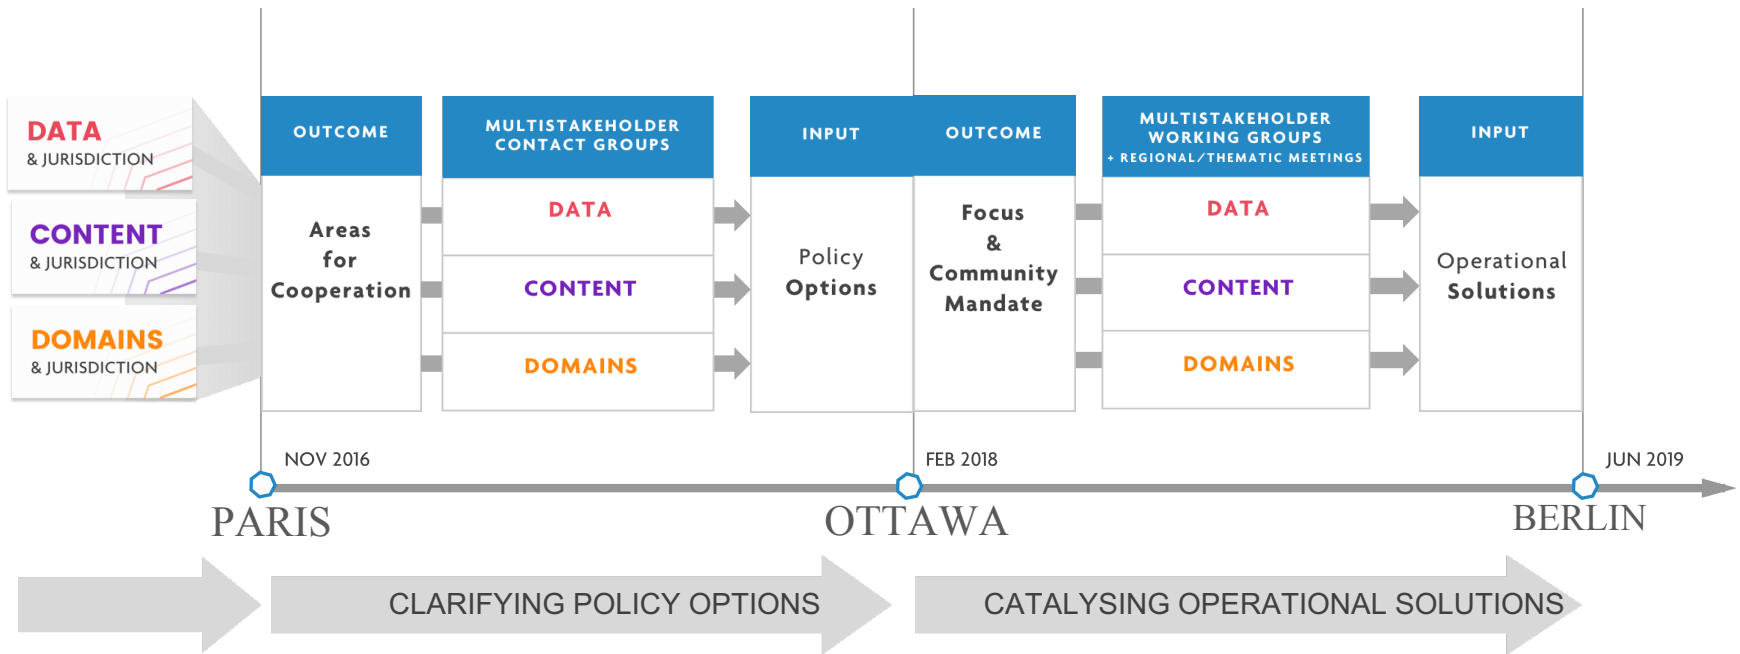 DATA
& JURISDICTION
CONTENT
& JURISDICTION
DOMAINS
& JURISDICTION
OUTCOME
Areas
for
Cooperation
MULTISTAKEHOLDER
CONTACT GROUPS
DATA
CONTENT
DOMAINS
INPUT
Policy
Options
OUTCOME
Focus
&
Community
Mandate
MULTISTAKEHOLDER
WORKING GROUPS
+ REGIONAL/THEMATIC MEETINGS
DATA
CONTENT
DOMAINS
INPUT
Operational
Solutions
NOV 2016
FEB 2018
JUN 2019
PARIS
OTTAWA
BERLIN
CLARIFYING POLICY OPTIONS
CATALYSING OPERATIONAL SOLUTIONS